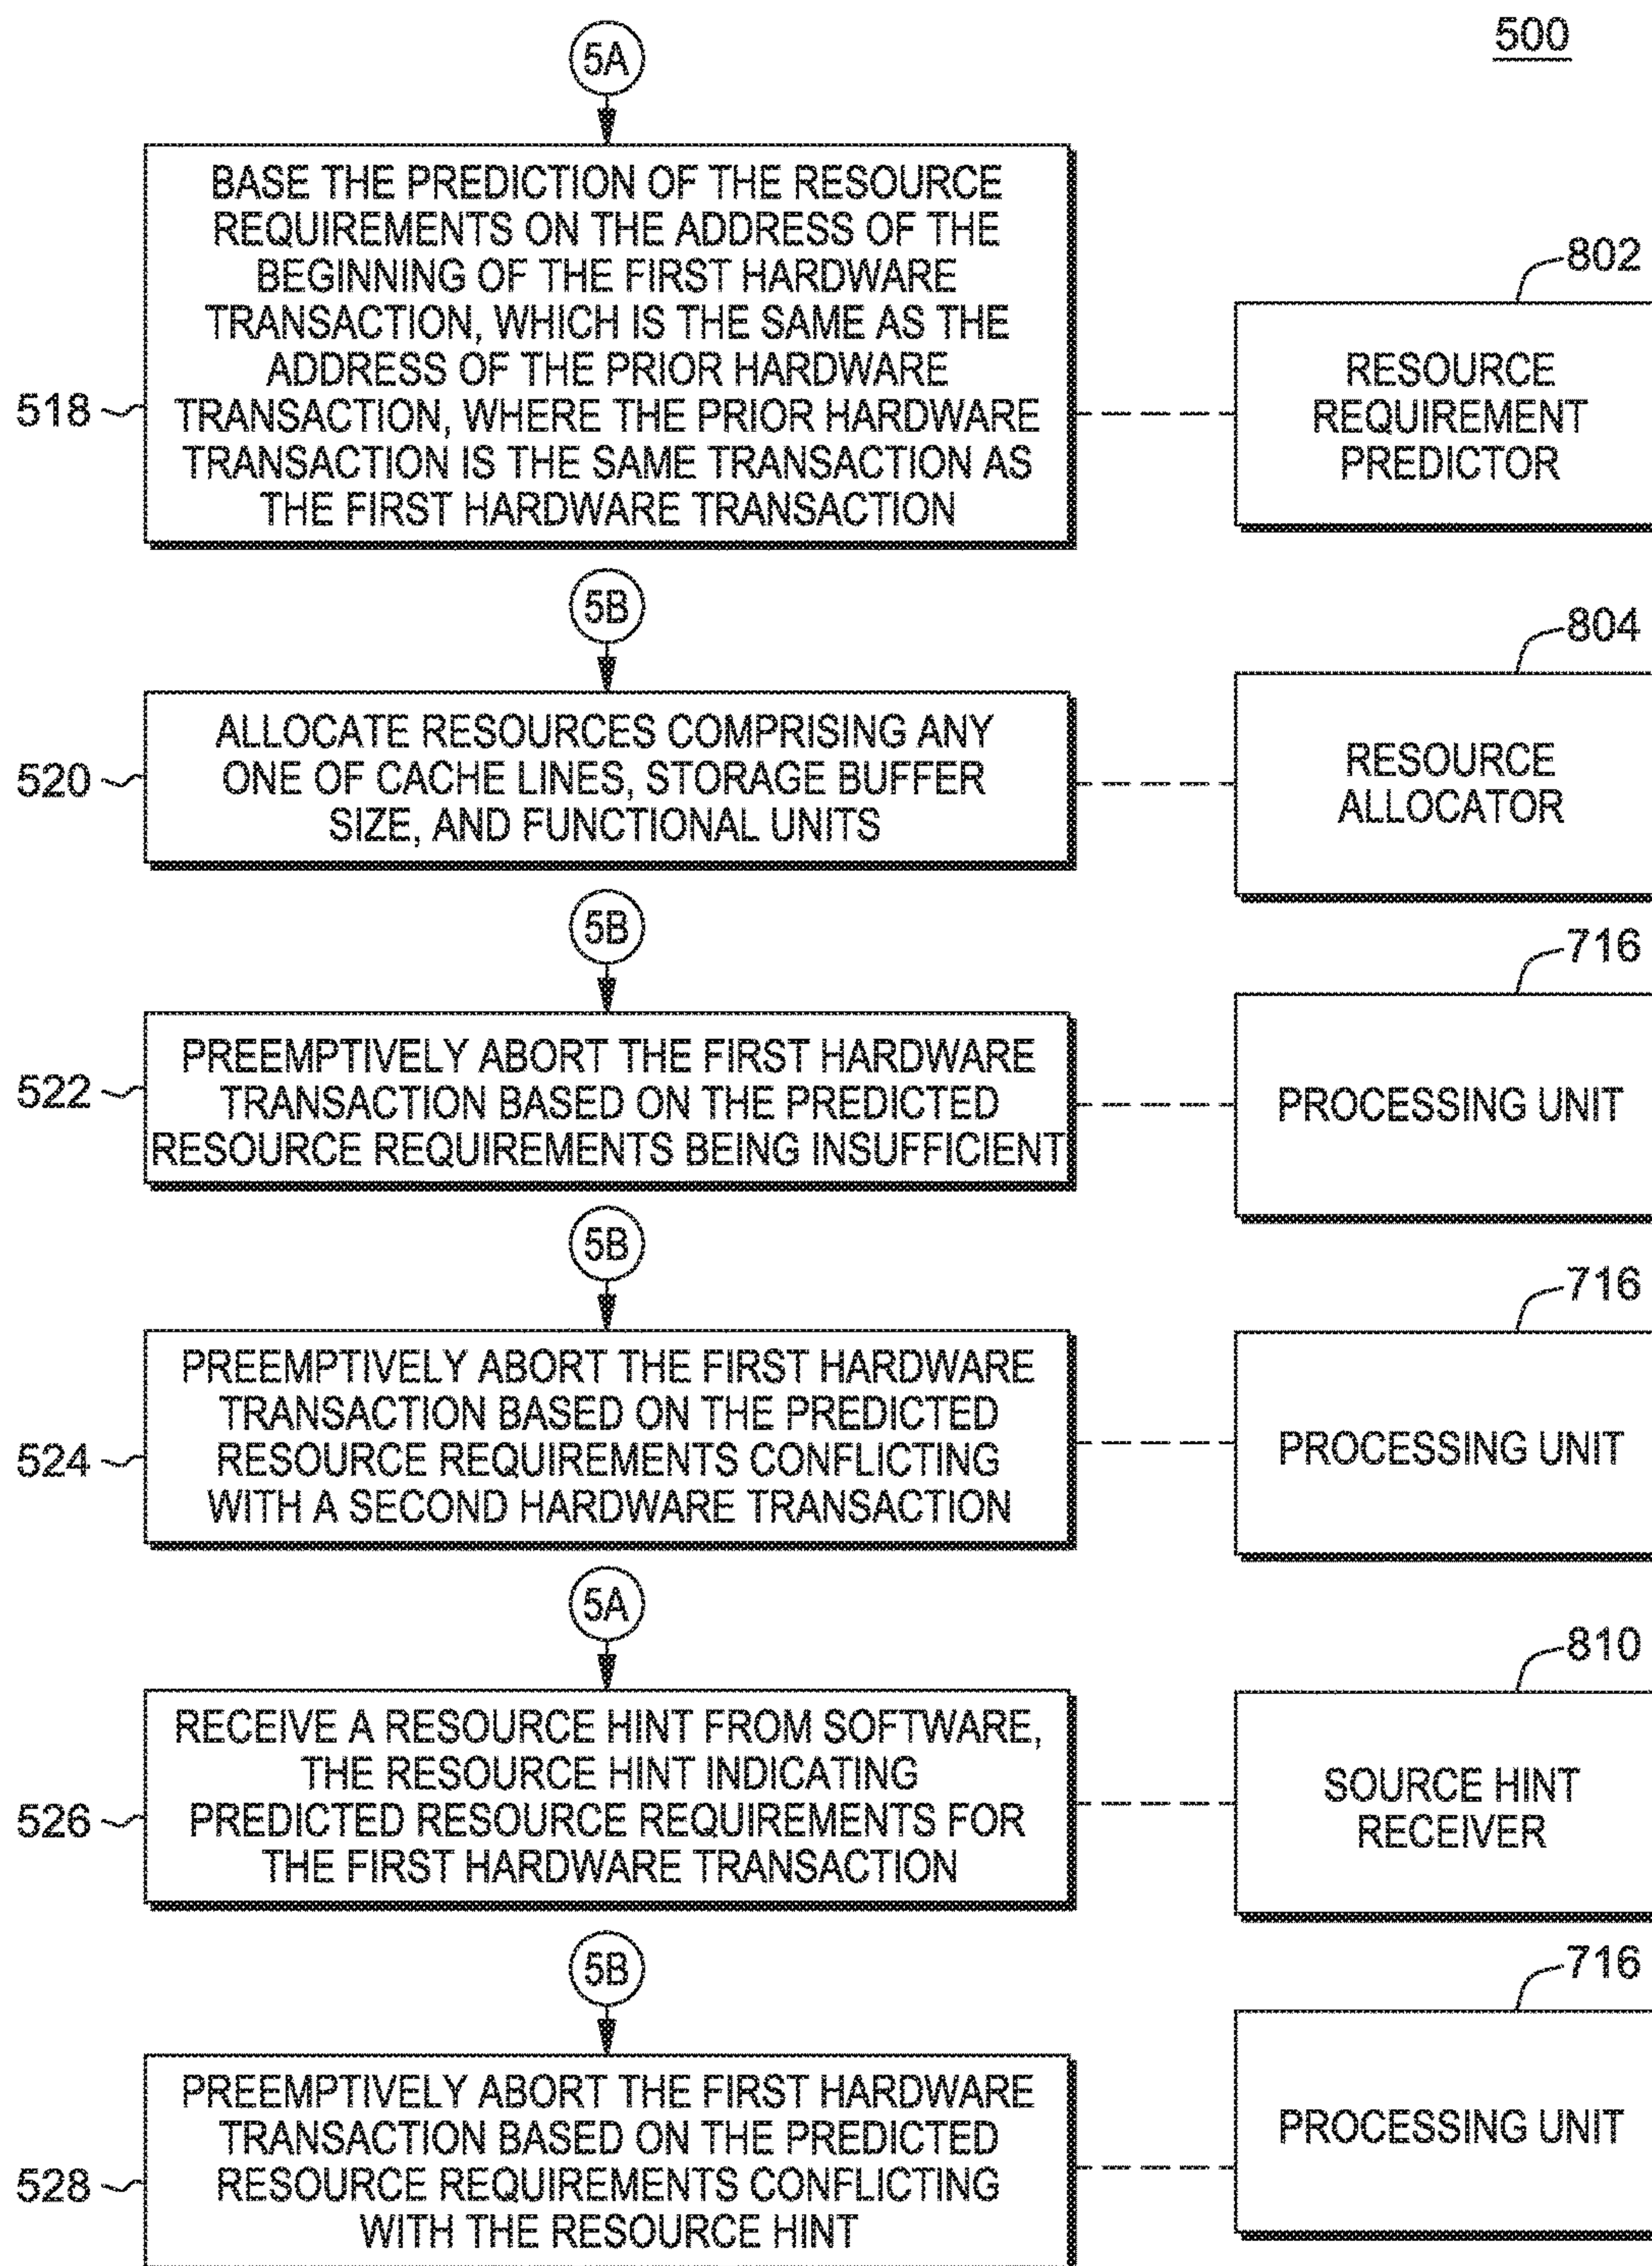 500
5A
BASE THE PREDICTION OF THE RESOURCE
REQUIREMENTS ON THE ADDRESS OF THE
BEGINNING OF THE FIRST HARDWARE
TRANSACTION, WHICH IS THE SAME AS THE
ADDRESS OF THE PRIOR HARDWARE
TRANSACTION, WHERE THE PRIOR HARDWARE
TRANSACTION IS THE SAME TRANSACTION AS
THE FIRST HARDWARE TRANSACTION
518
802
RESOURCE
REQUIREMENT
PREDICTOR
5B
ALLOCATE RESOURCES COMPRISING ANY
ONE OF CACHE LINES, STORAGE BUFFER
SIZE, AND FUNCTIONAL UNITS
520
804
RESOURCE
ALLOCATOR
5B
PREEMPTIVELY ABORT THE FIRST HARDWARE
TRANSACTION BASED ON THE PREDICTED
RESOURCE REQUIREMENTS BEING INSUFFICIENT
522
716
PROCESSING UNIT
5B
PREEMPTIVELY ABORT THE FIRST HARDWARE
TRANSACTION BASED ON THE PREDICTED
RESOURCE REQUIREMENTS CONFLICTING
WITH A SECOND HARDWARE TRANSACTION
524
716
PROCESSING UNIT
5A
RECEIVE A RESOURCE HINT FROM SOFTWARE,
THE RESOURCE HINT INDICATING
PREDICTED RESOURCE REQUIREMENTS FOR
THE FIRST HARDWARE TRANSACTION
526
810
SOURCE HINT
RECEIVER
5B
PREEMPTIVELY ABORT THE FIRST HARDWARE
TRANSACTION BASED ON THE PREDICTED
RESOURCE REQUIREMENTS CONFLICTING
WITH THE RESOURCE HINT
528
716
PROCESSING UNIT